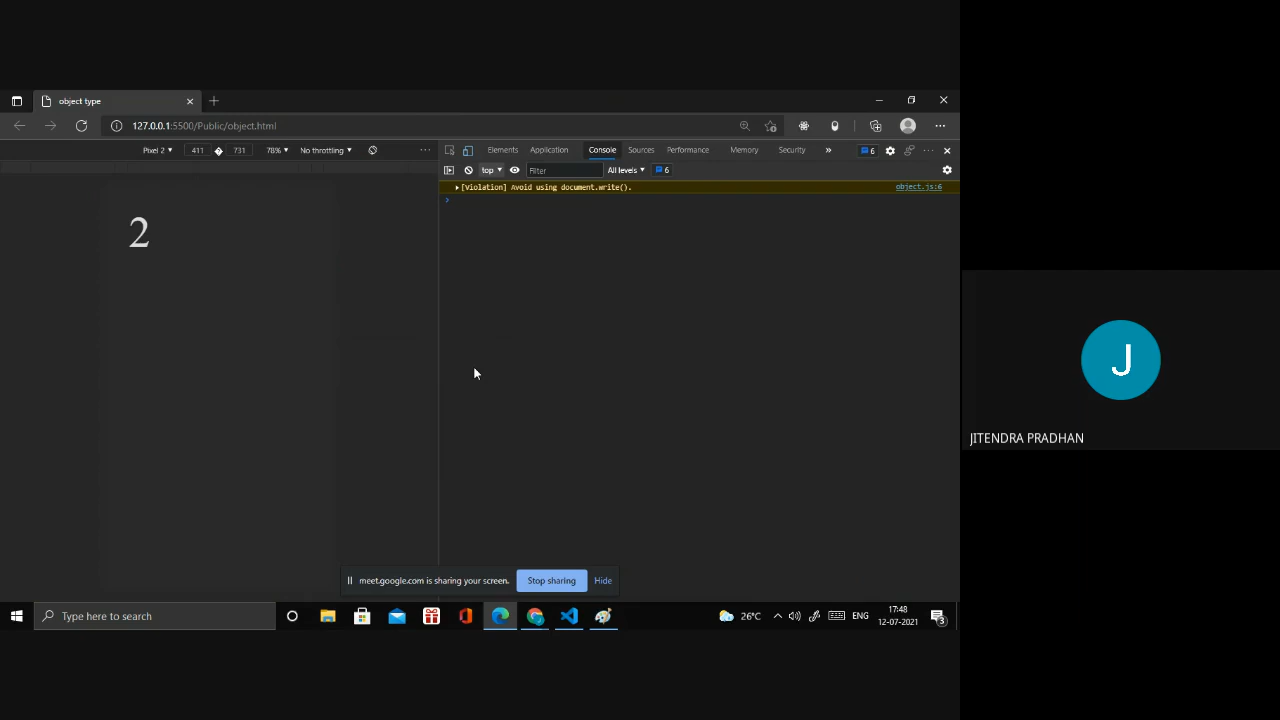 object type
127.0.0.1:5500/Public/object.html
Pixel 2 411 731 78% No throttling
Elements Application Console Sources Performance Memory Security 6
top Filter All levels 6
[Violation] Avoid using document.write(). object.js:6
2
J
JITENDRA PRADHAN
meet.google.com is sharing your screen. Stop sharing Hide
Type here to search
26°C ENG 17:48
12-07-2021
3